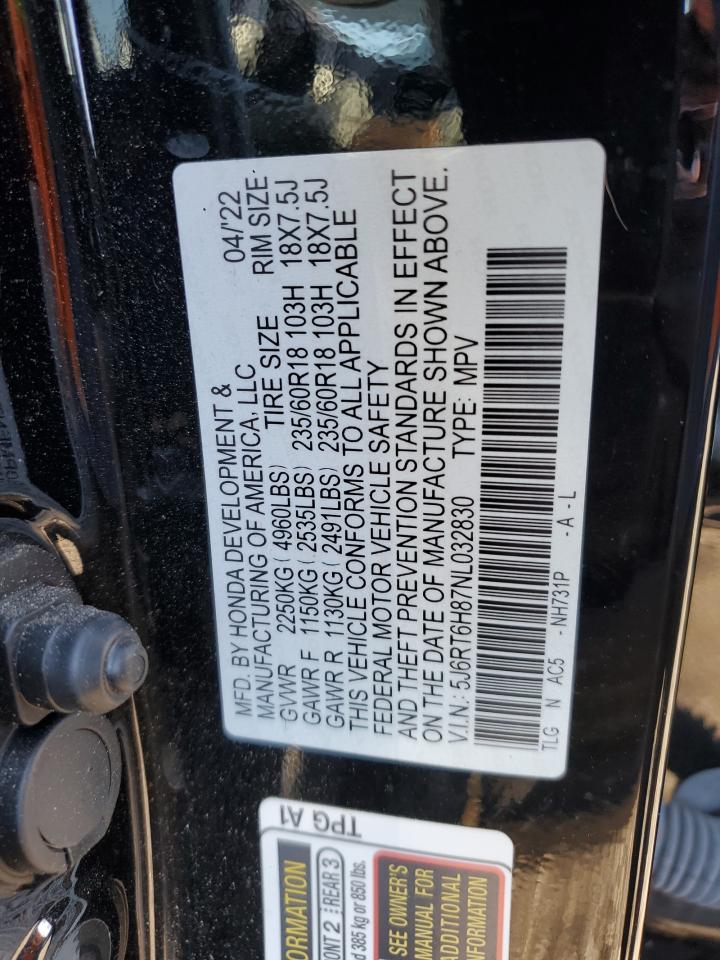 MFD. BY HONDA DEVELOPMENT &
MANUFACTURING OF AMERICA, LLC 04/'22
GVWR 2250KG ( 4960LBS) TIRE SIZE RIM SIZE
GAWR F 1150KG ( 2535LBS) 235/60R18 103H 18X7.5J
GAWR R 1130KG ( 2491LBS) 235/60R18 103H 18X7.5J
THIS VEHICLE CONFORMS TO ALL APPLICABLE
FEDERAL MOTOR VEHICLE SAFETY
AND THEFT PREVENTION STANDARDS IN EFFECT
ON THE DATE OF MANUFACTURE SHOWN ABOVE.
V.I.N.: 5J6RT6H87NL032830 TYPE: MPV
TLG N AC5 -NH731P -A-L
TPG A1
ORMATION
ONT 2 REAR 3
d 385 kg or 850 lbs.
SEE OWNER'S
MANUAL FOR
ADDITIONAL
INFORMATION